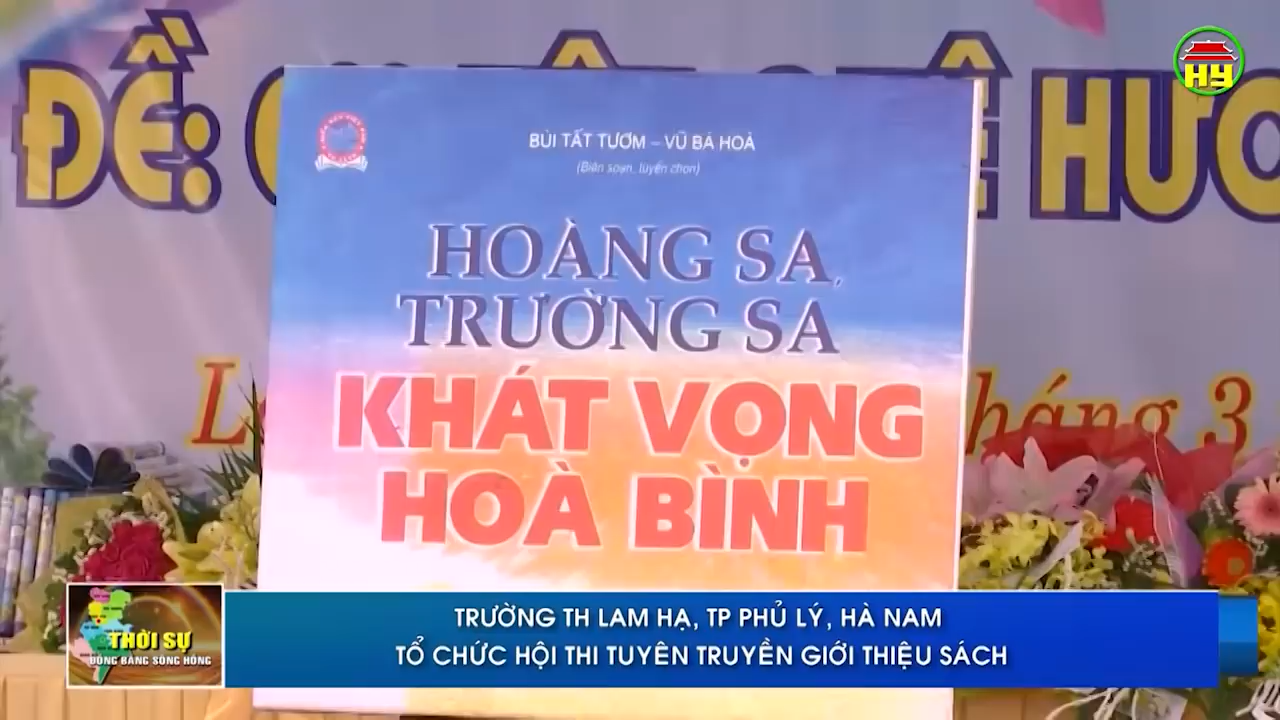 ĐỀ:
HƯƠ
HY
BÙI TẤT TƯƠM – VŨ BÁ HOÀ
(Biên soạn, tuyển chọn)
HOÀNG SA,
TRƯỜNG SA
KHÁT VỌNG
HOÀ BÌNH
L
háng 3
THỜI SỰ
ĐỒNG BẰNG SÔNG HỒNG
TRƯỜNG TH LAM HẠ, TP PHỦ LÝ, HÀ NAM
TỔ CHỨC HỘI THI TUYÊN TRUYỀN GIỚI THIỆU SÁCH